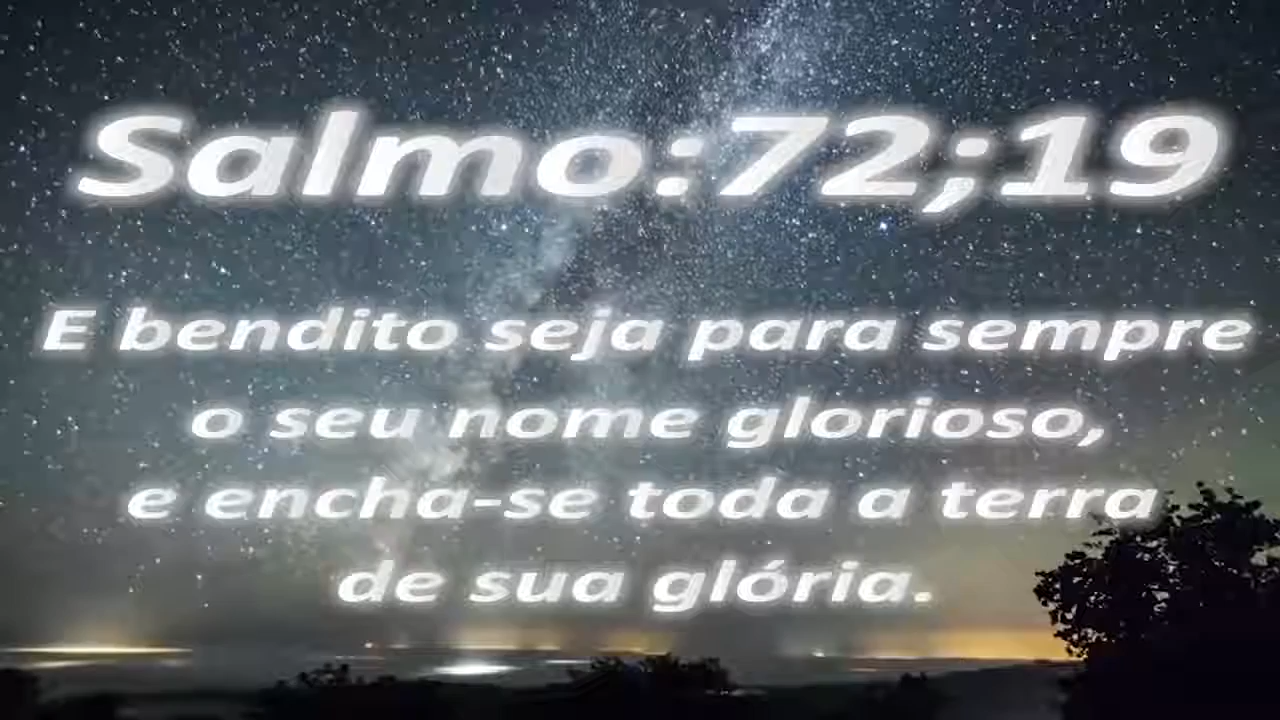 Salmo:72;19
E bendito seja para sempre
o seu nome glorioso,
e encha-se toda a terra
de sua glória.